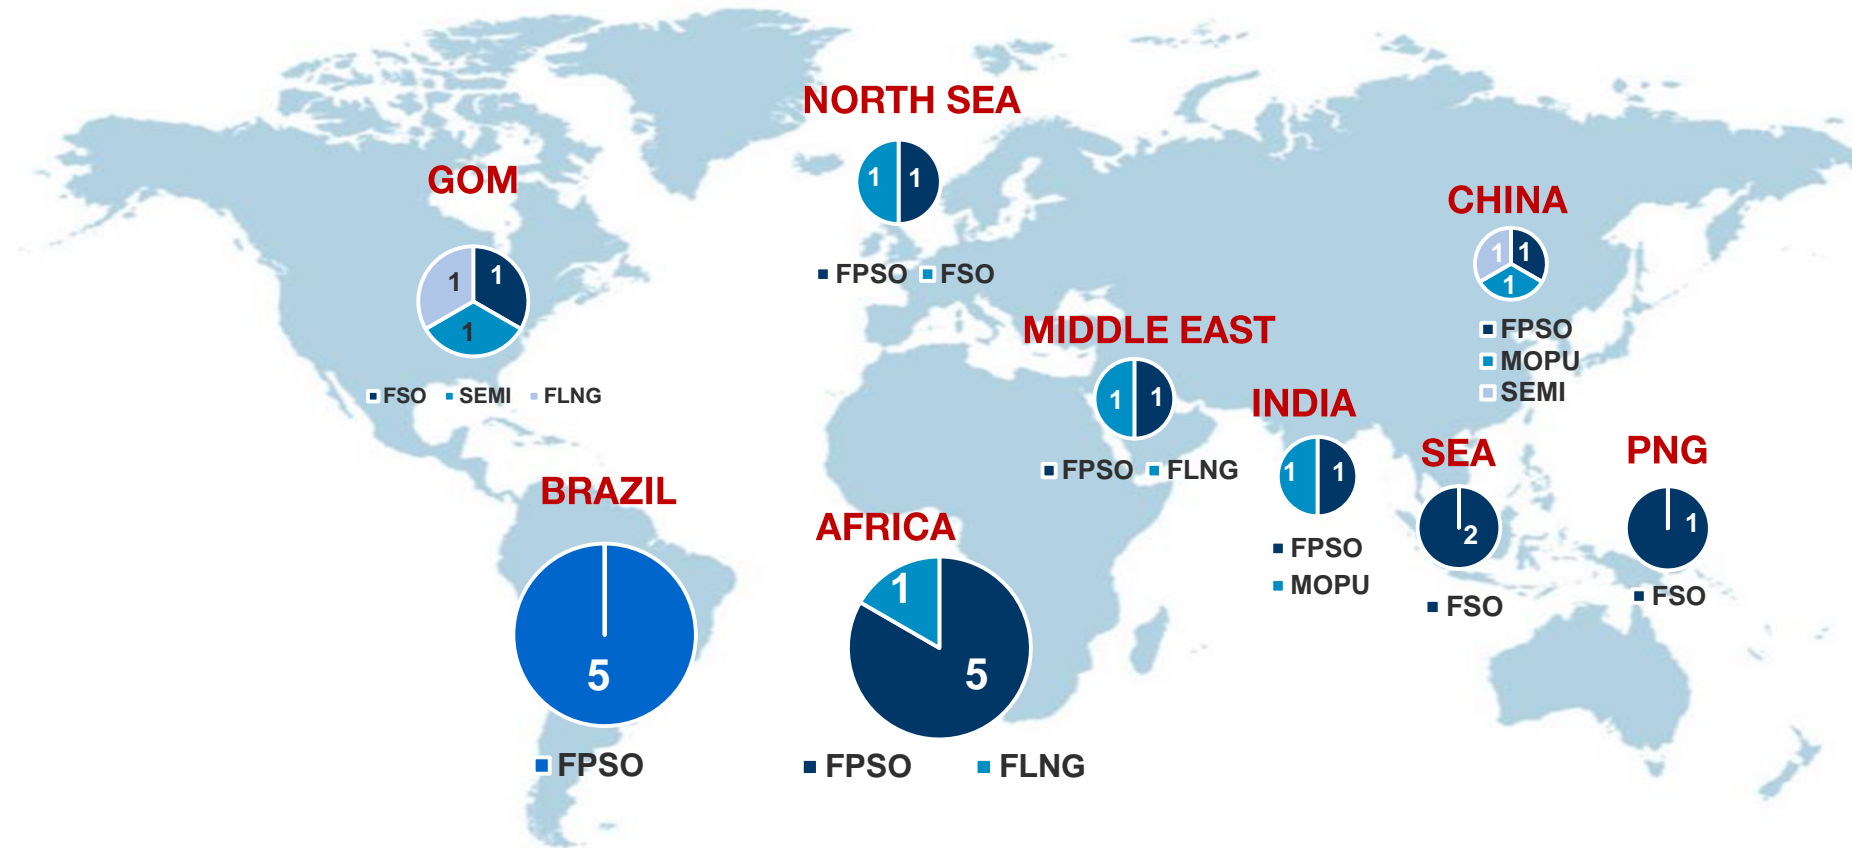 NORTH SEA
1 1
FPSO FSO
GOM
1 1
1
FSO SEMI FLNG
CHINA
1 1
1
FPSO
MOPU
SEMI
MIDDLE EAST
1 1
FPSO FLNG
INDIA
1 1
FPSO
MOPU
SEA
2
FSO
PNG
1
FSO
BRAZIL
5
FPSO
AFRICA
1
5
FPSO FLNG